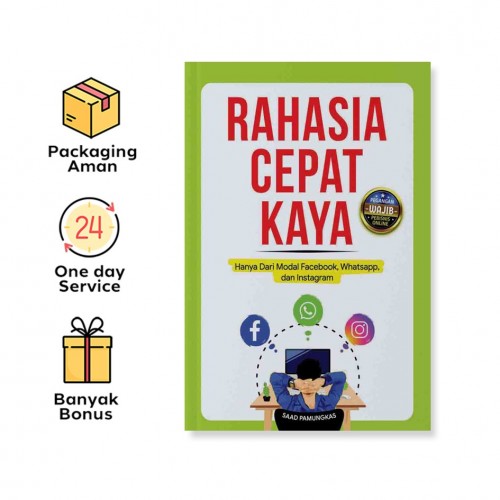 Packaging
Aman
24
One day
Service
Banyak
Bonus
RAHASIA
CEPAT
KAYA
PEGANGAN
WAJIB
PEBISNIS
ONLINE
Hanya Dari Modal Facebook, Whatsapp,
dan Instagram
SAAD PAMUNGKAS